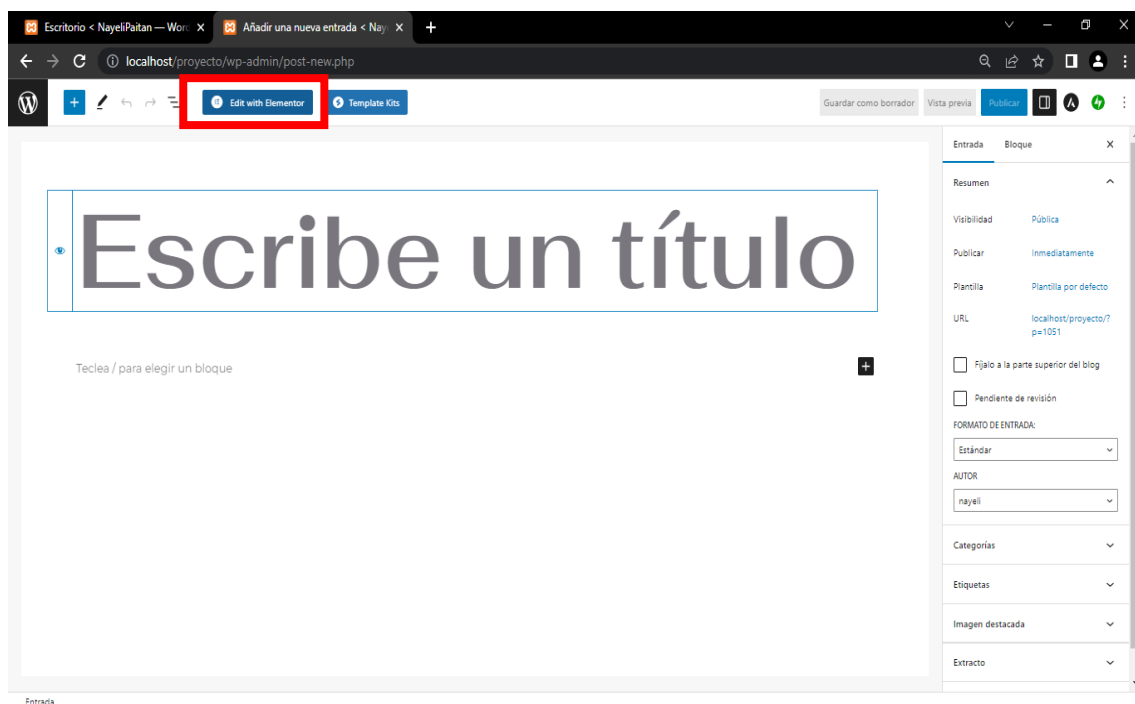 Escritorio < NayeliPaitan — Word
Añadir una nueva entrada < Nay
localhost/proyecto/wp-admin/post-new.php
Edit with Elementor
Template Kits
Guardar como borrador
Vista previa
Publicar
Escribe un título
Teclea / para elegir un bloque
Entrada Bloque
Resumen
Visibilidad Pública
Publicar Inmediatamente
Plantilla Plantilla por defecto
URL localhost/proyecto/?
p=1051
Fíjalo a la parte superior del blog
Pendiente de revisión
FORMATO DE ENTRADA:
Estándar
AUTOR
nayeli
Categorías
Etiquetas
Imagen destacada
Extracto
Entrada